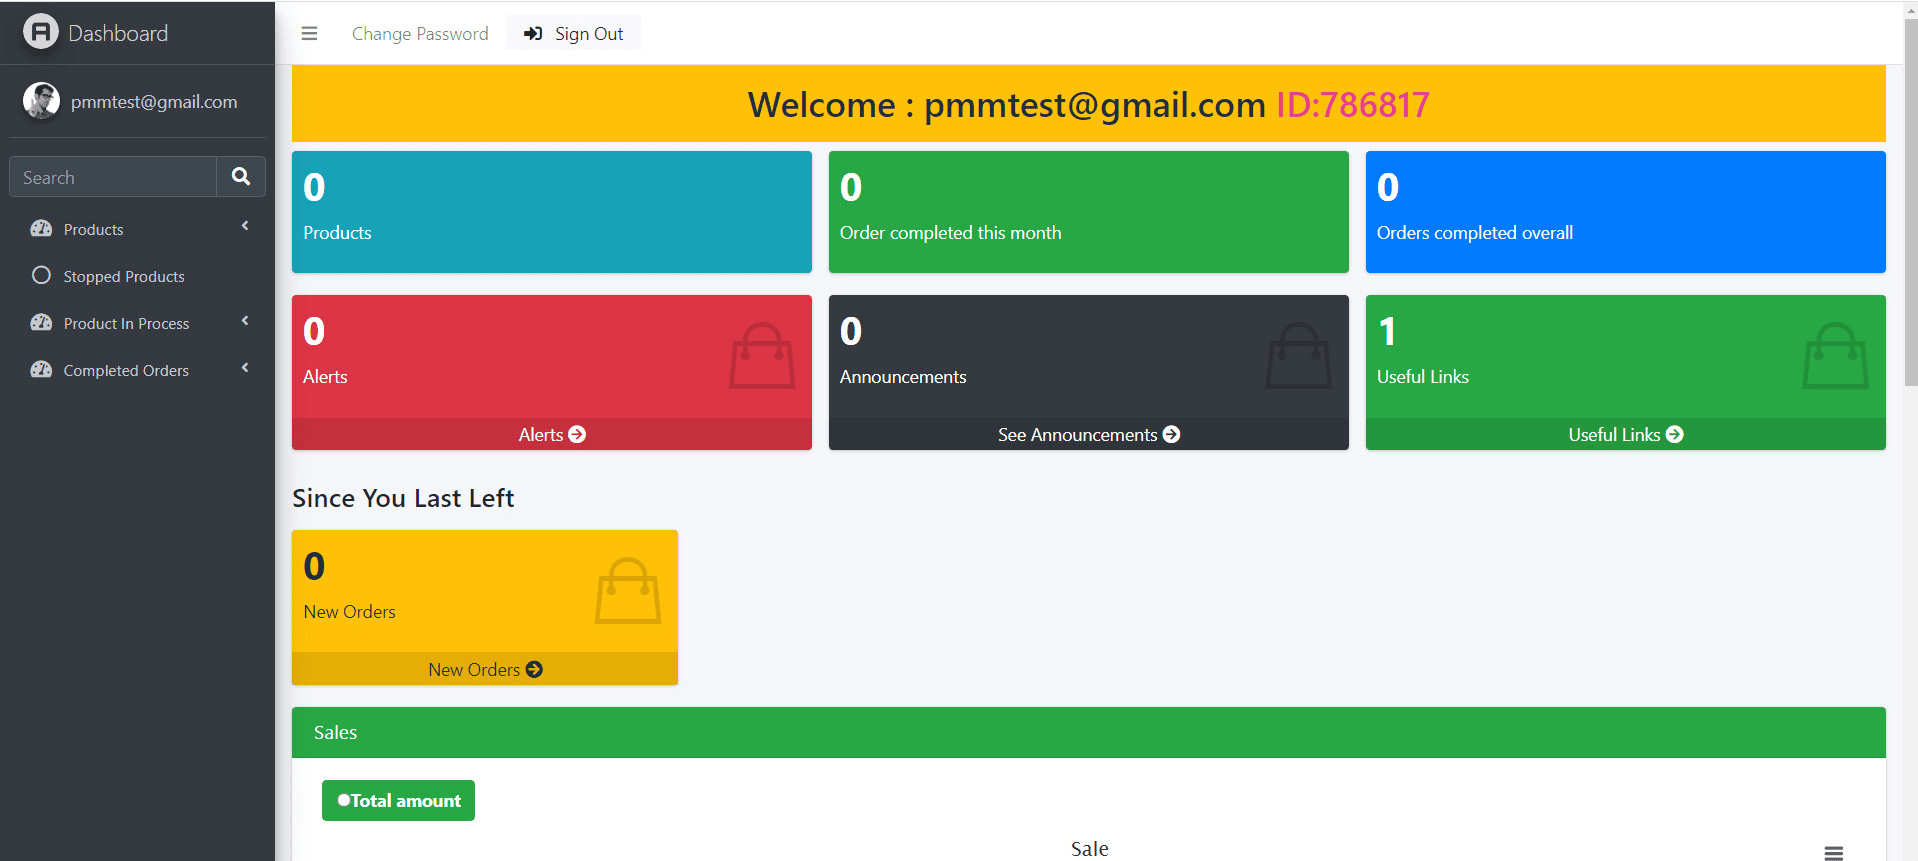 Dashboard
Change Password
Sign Out
pmmtest@gmail.com
Search
Products
Stopped Products
Product In Process
Completed Orders
Welcome : pmmtest@gmail.com ID:786817
0
Products
0
Order completed this month
0
Orders completed overall
0
Alerts
Alerts
0
Announcements
See Announcements
1
Useful Links
Useful Links
Since You Last Left
0
New Orders
New Orders
Sales
Total amount
Sale